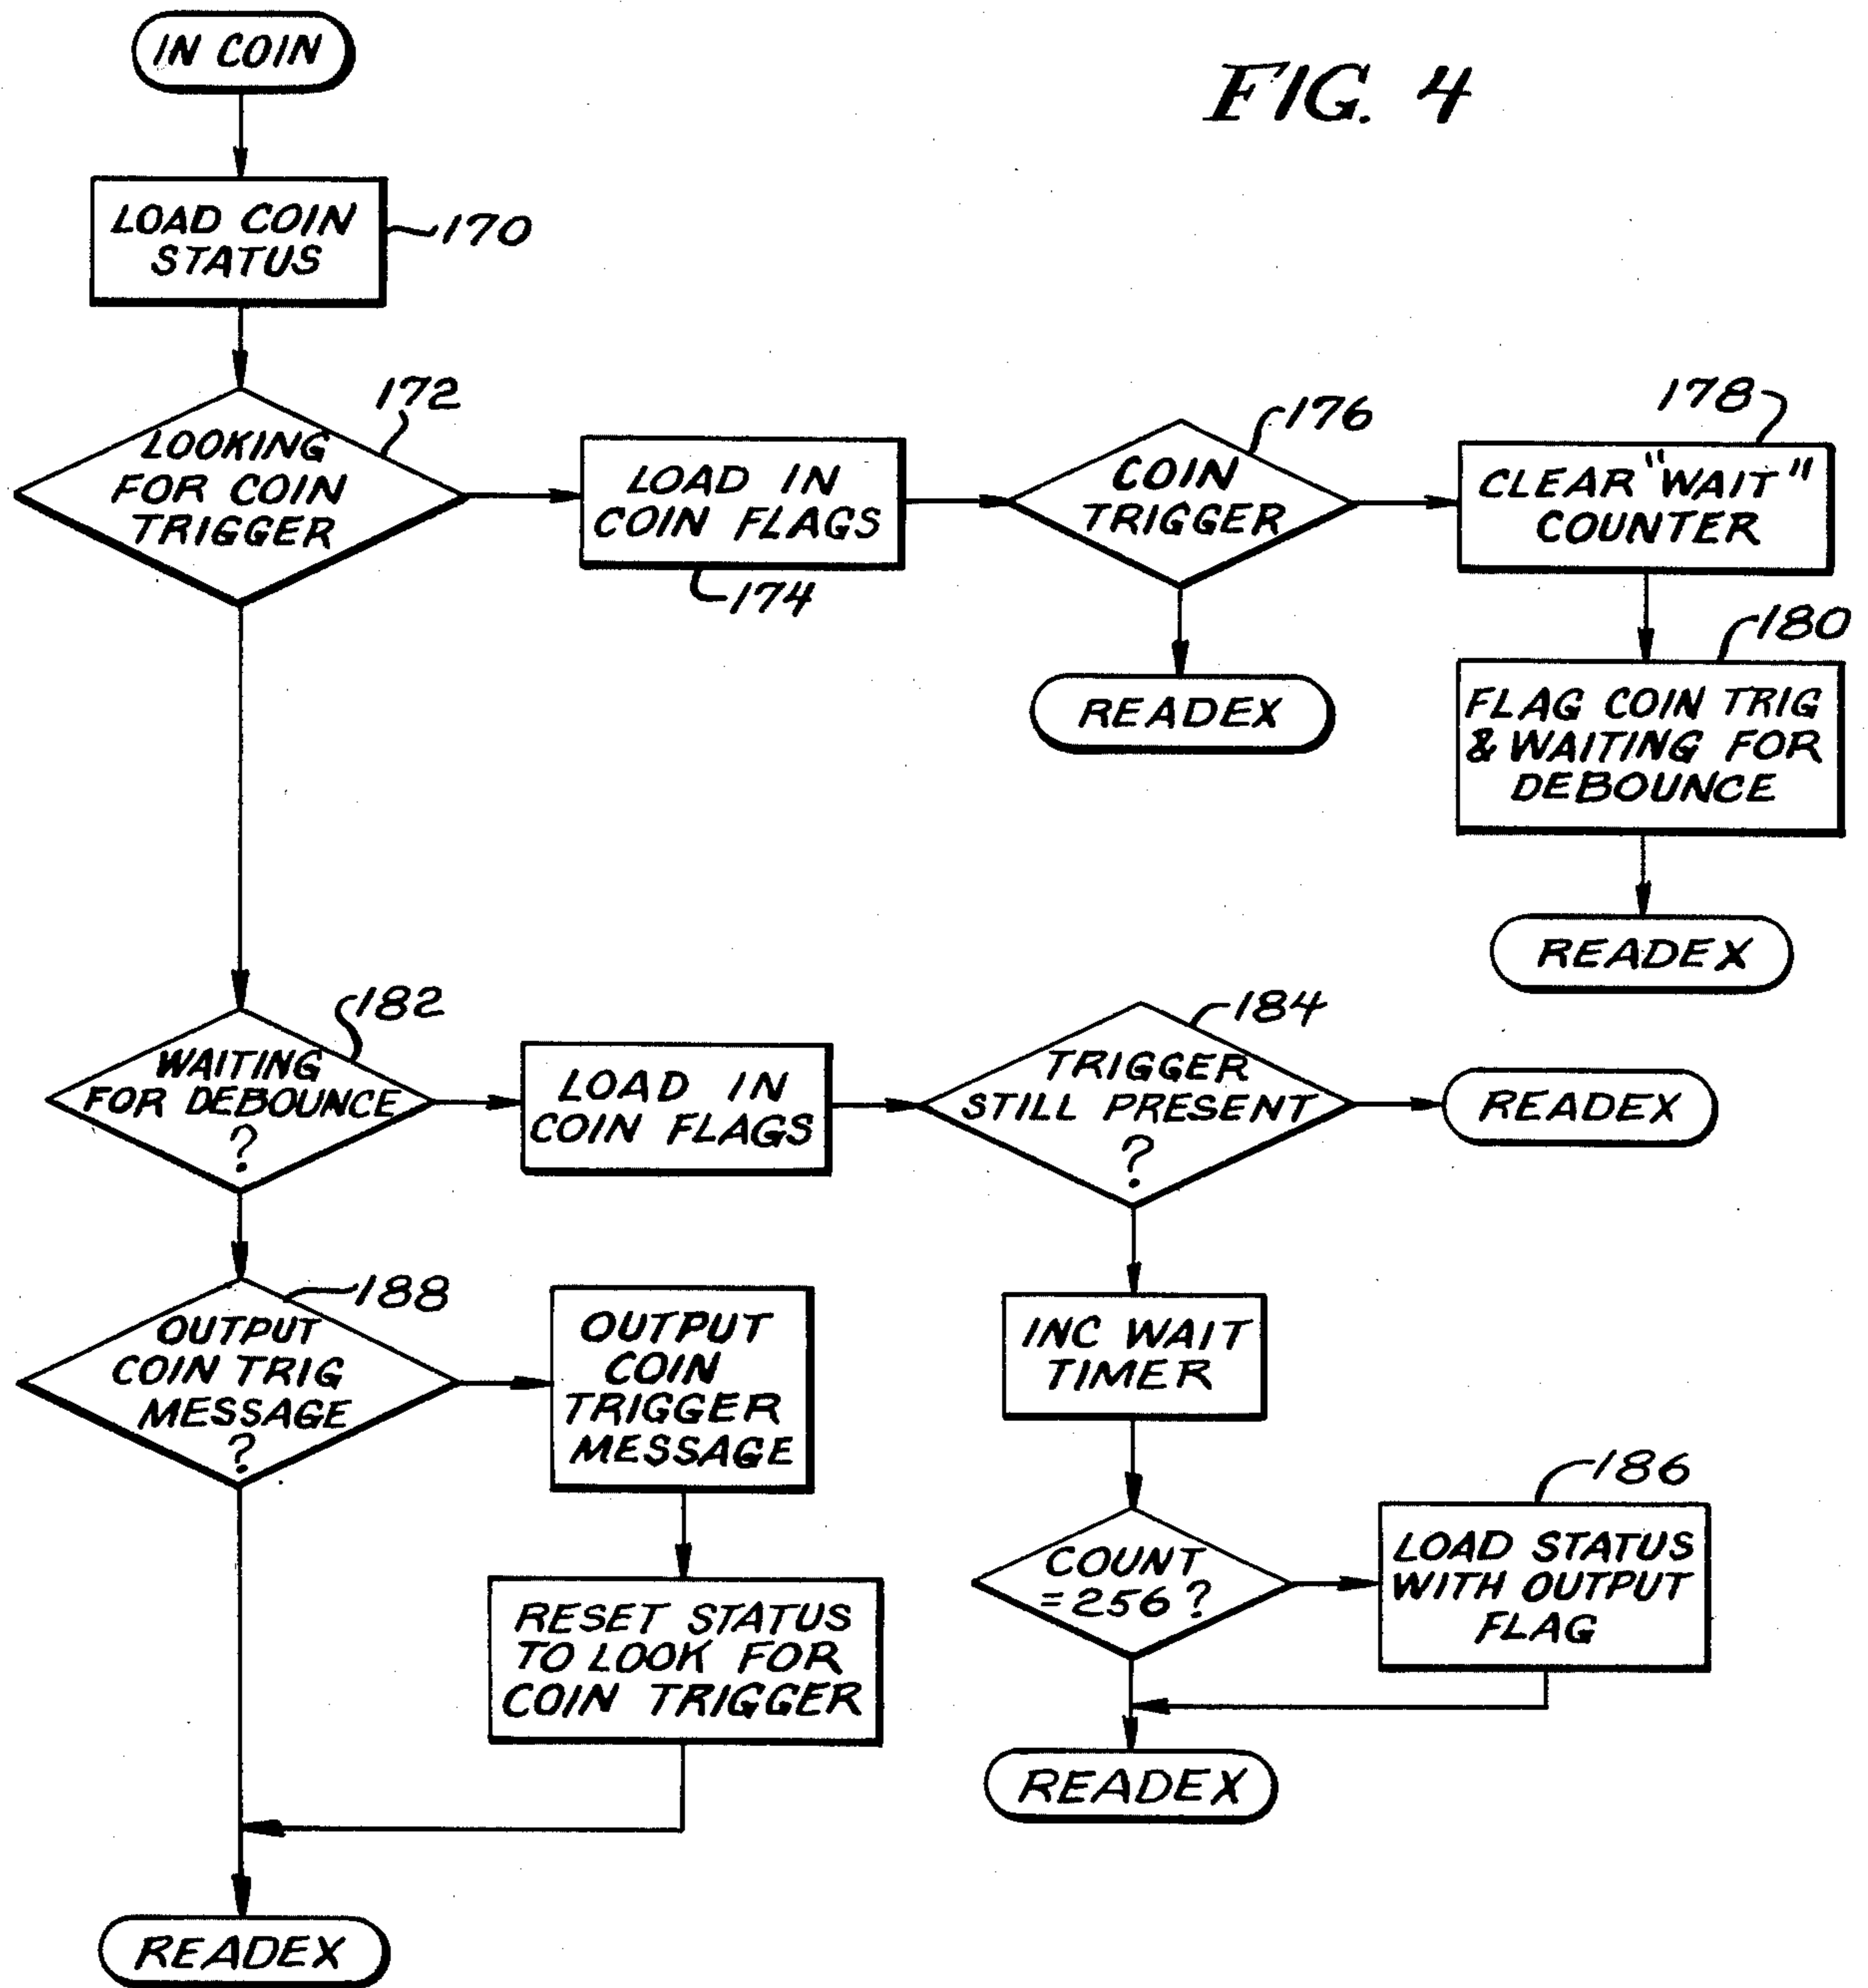 FIG. 4
IN COIN
LOAD COIN
STATUS
170
LOOKING
FOR COIN
TRIGGER
172
LOAD IN
COIN FLAGS
174
COIN
TRIGGER
176
CLEAR "WAIT"
COUNTER
178
READEX
FLAG COIN TRIG
& WAITING FOR
DEBOUNCE
180
READEX
WAITING
FOR DEBOUNCE
?
182
LOAD IN
COIN FLAGS
TRIGGER
STILL PRESENT
?
184
READEX
OUTPUT
COIN TRIG
MESSAGE
?
188
OUTPUT
COIN
TRIGGER
MESSAGE
INC WAIT
TIMER
COUNT
=256?
LOAD STATUS
WITH OUTPUT
FLAG
186
RESET STATUS
TO LOOK FOR
COIN TRIGGER
READEX
READEX